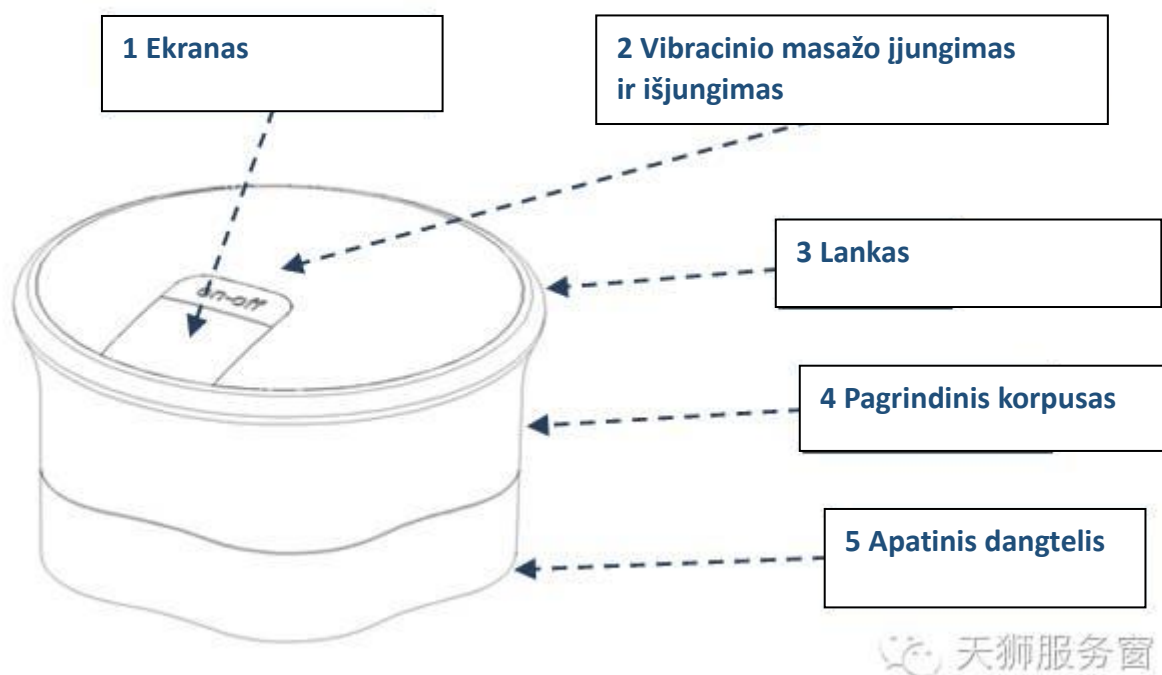 1 Ekranas
2 Vibracinio masažo įjungimas
ir išjungimas
on-off
3 Lankas
4 Pagrindinis korpusas
5 Apatinis dangtelis
天狮服务窗